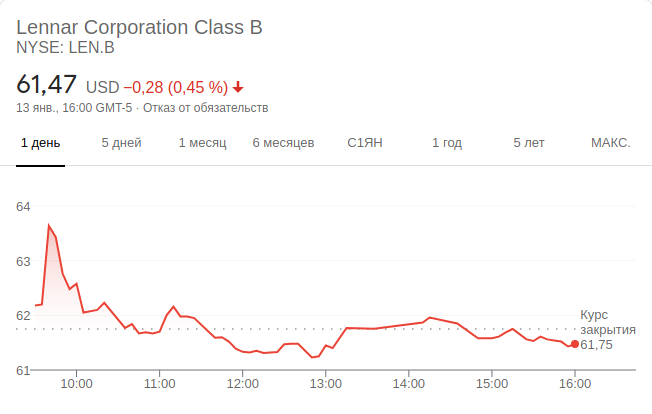 Lennar Corporation Class B
NYSE: LEN.B
61,47 USD −0,28 (0,45 %)
13 янв., 16:00 GMT-5 · Отказ от обязательств
1 день 5 дней 1 месяц 6 месяцев С1ЯН 1 год 5 лет МАКС.
64
63
62
61
Курс
закрытия
61,75
10:00 11:00 12:00 13:00 14:00 15:00 16:00